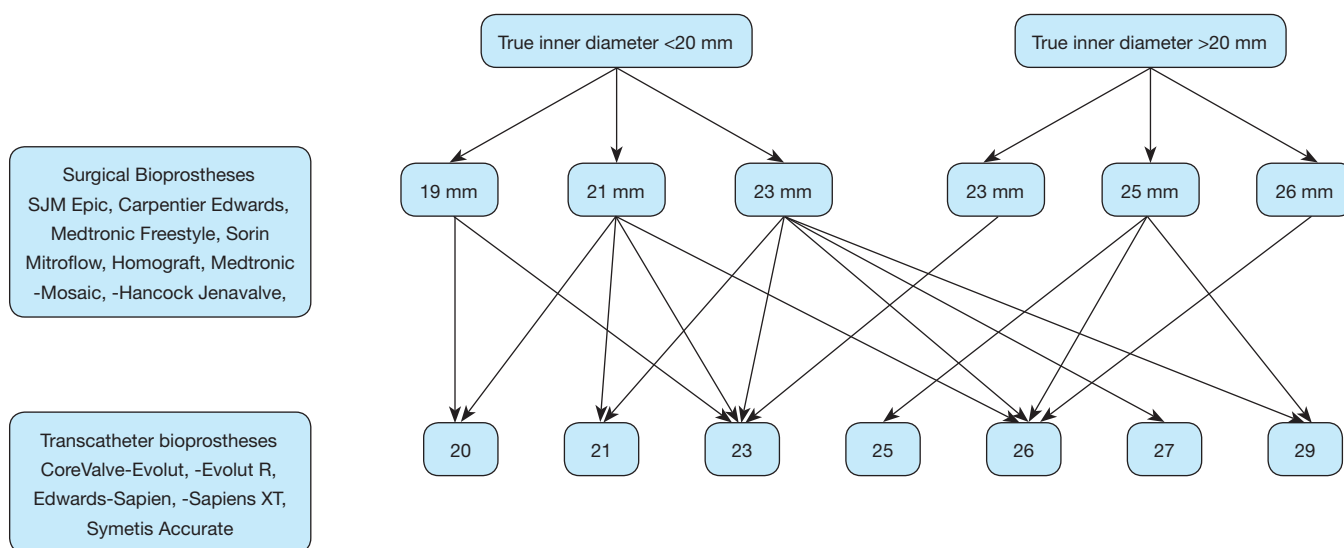 True inner diameter <20 mm
True inner diameter >20 mm
Surgical Bioprostheses
SJM Epic, Carpentier Edwards,
Medtronic Freestyle, Sorin
Mitroflow, Homograft, Medtronic
-Mosaic, -Hancock Jenavalve,
19 mm
21 mm
23 mm
23 mm
25 mm
26 mm
Transcatheter bioprostheses
CoreValve-Evolut, -Evolut R,
Edwards-Sapien, -Sapiens XT,
Symetis Accurate
20
21
23
25
26
27
29